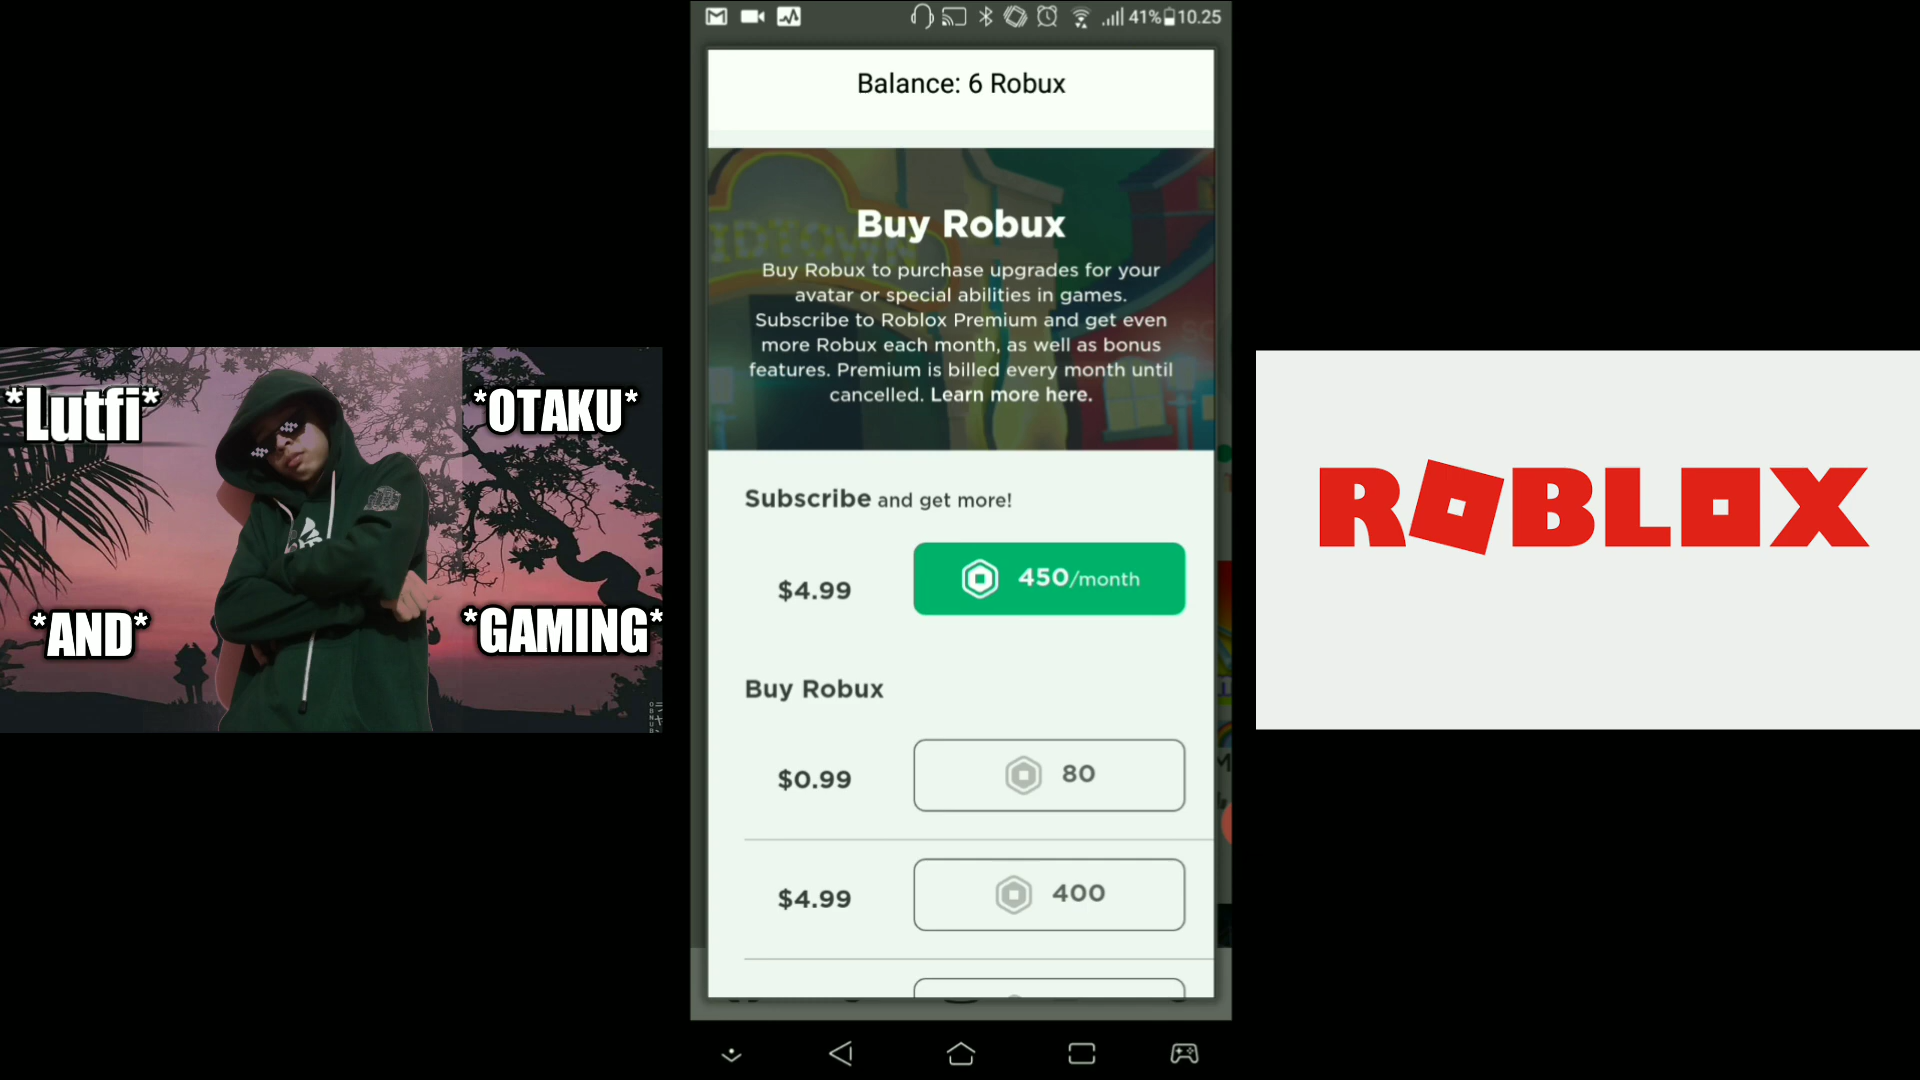 41% 10.25
Balance: 6 Robux
Buy Robux
Buy Robux to purchase upgrades for your
avatar or special abilities in games.
Subscribe to Roblox Premium and get even
more Robux each month, as well as bonus
features. Premium is billed every month until
cancelled. Learn more here.
Subscribe and get more!
$4.99 450/month
Buy Robux
$0.99 80
$4.99 400
*Lutfi*
*OTAKU*
*AND*
*GAMING*
ROBLOX